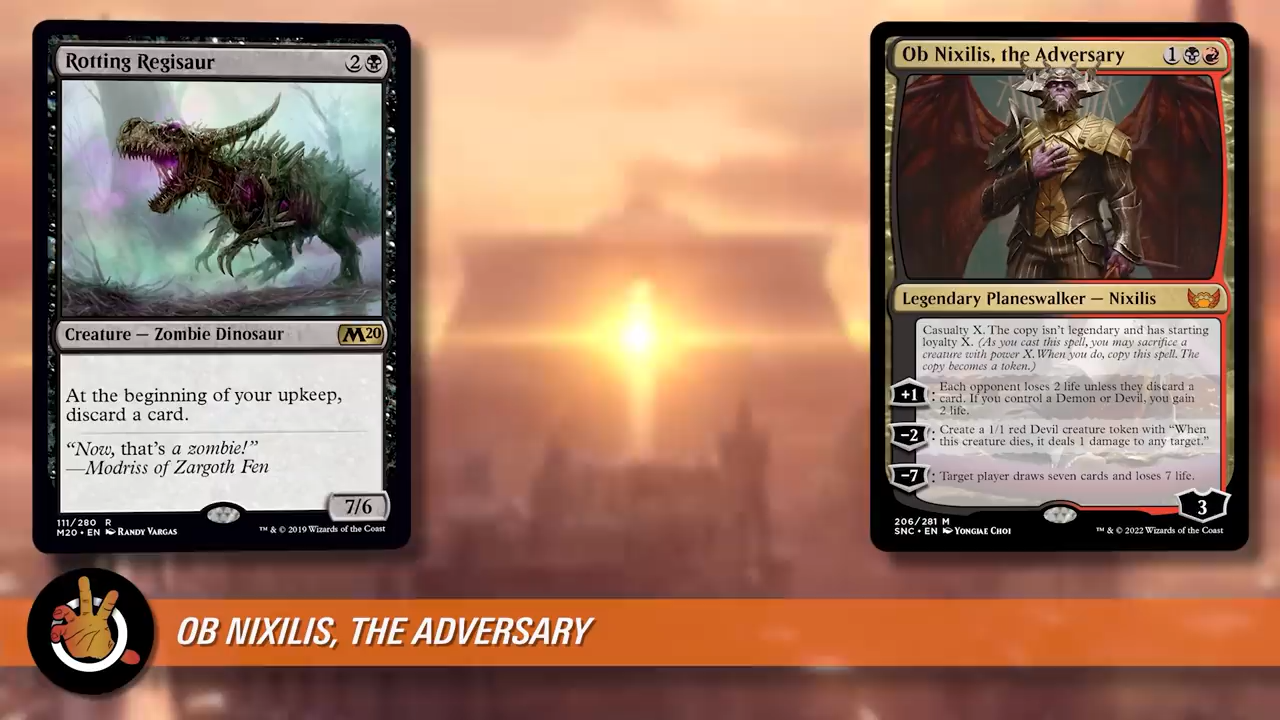 Rotting Regisaur 2
Creature — Zombie Dinosaur M20
At the beginning of your upkeep,
discard a card.
“Now, that’s a zombie!”
—Modriss of Zargoth Fen
7/6
111/280 R
M20 • EN RANDY VARGAS
™ & © 2019 Wizards of the Coast
Ob Nixilis, the Adversary 1
Legendary Planeswalker — Nixilis
Casualty X. The copy isn’t legendary and has starting
loyalty X. (As you cast this spell, you may sacrifice a
creature with power X. When you do, copy this spell. The
copy becomes a token.)
+1 : Each opponent loses 2 life unless they discard a
card. If you control a Demon or Devil, you gain
2 life.
−2 : Create a 1/1 red Devil creature token with “When
this creature dies, it deals 1 damage to any target.”
−7 : Target player draws seven cards and loses 7 life.
3
206/281 M
SNC • EN YONGJAE CHOI
™ & © 2022 Wizards of the Coast
OB NIXILIS, THE ADVERSARY